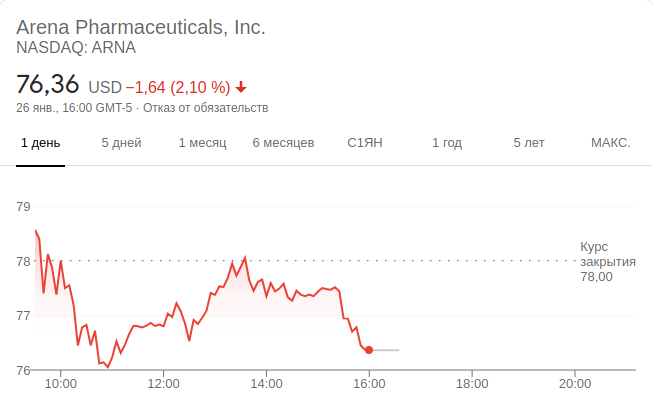 Arena Pharmaceuticals, Inc.
NASDAQ: ARNA
76,36 USD −1,64 (2,10 %)
26 янв., 16:00 GMT-5 · Отказ от обязательств
1 день 5 дней 1 месяц 6 месяцев С1ЯН 1 год 5 лет МАКС.
79
78
77
76
Курс
закрытия
78,00
10:00 12:00 14:00 16:00 18:00 20:00